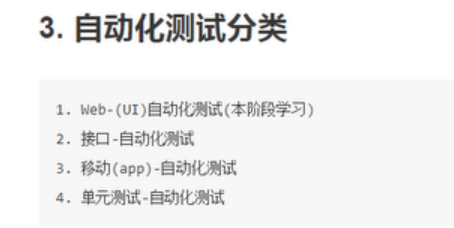 3. 自动化测试分类
1. Web-(UI)自动化测试(本阶段学习)
2. 接口-自动化测试
3. 移动(app)-自动化测试
4. 单元测试-自动化测试